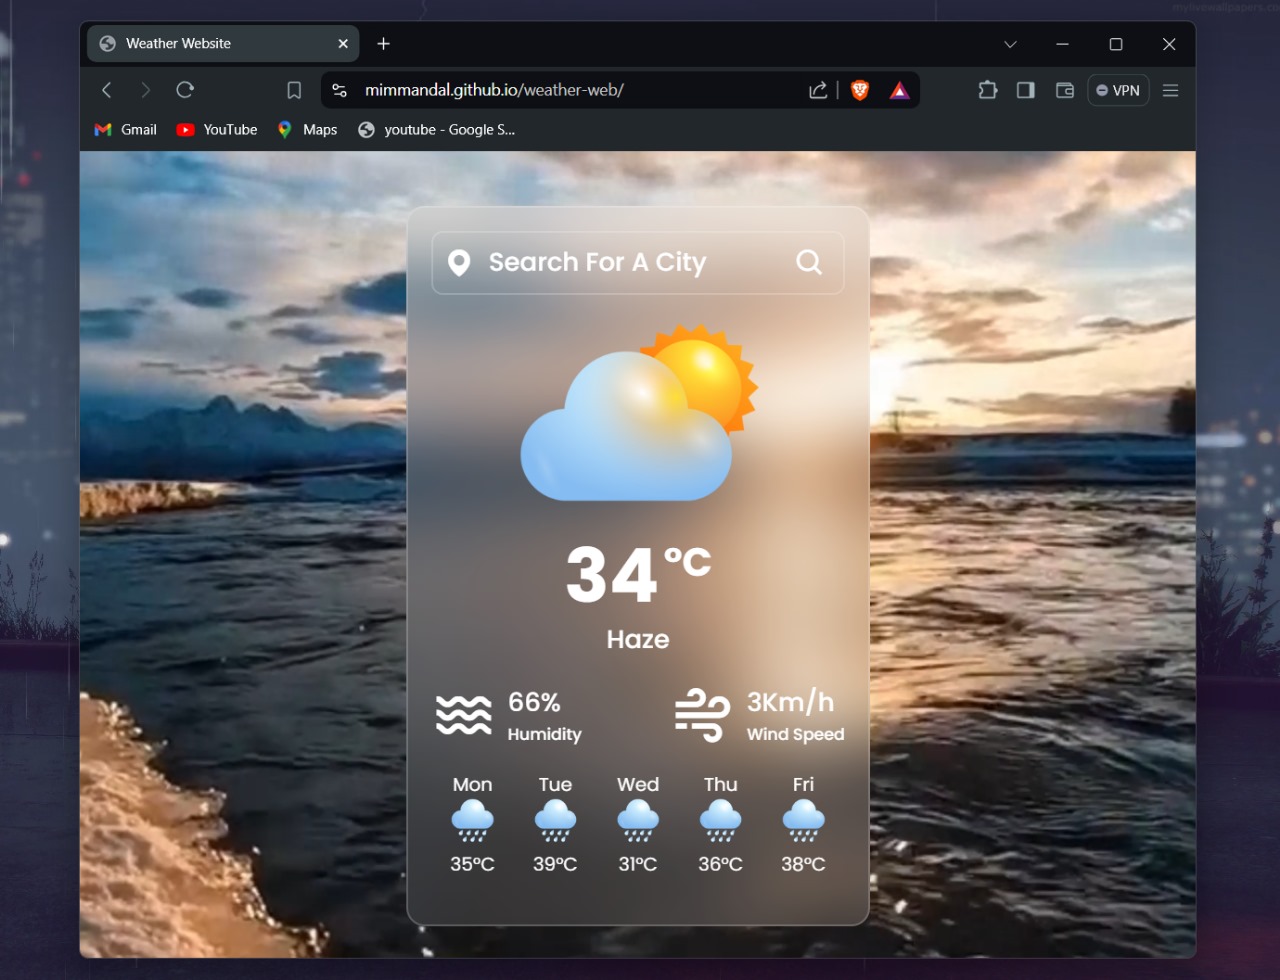 mylivewallpapers.c
Weather Website
mimmandal.github.io/weather-web/
VPN
Gmail YouTube Maps youtube - Google S...
Search For A City
34°C
Haze
66% 3Km/h
Humidity Wind Speed
Mon Tue Wed Thu Fri
35°C 39°C 31°C 36°C 38°C